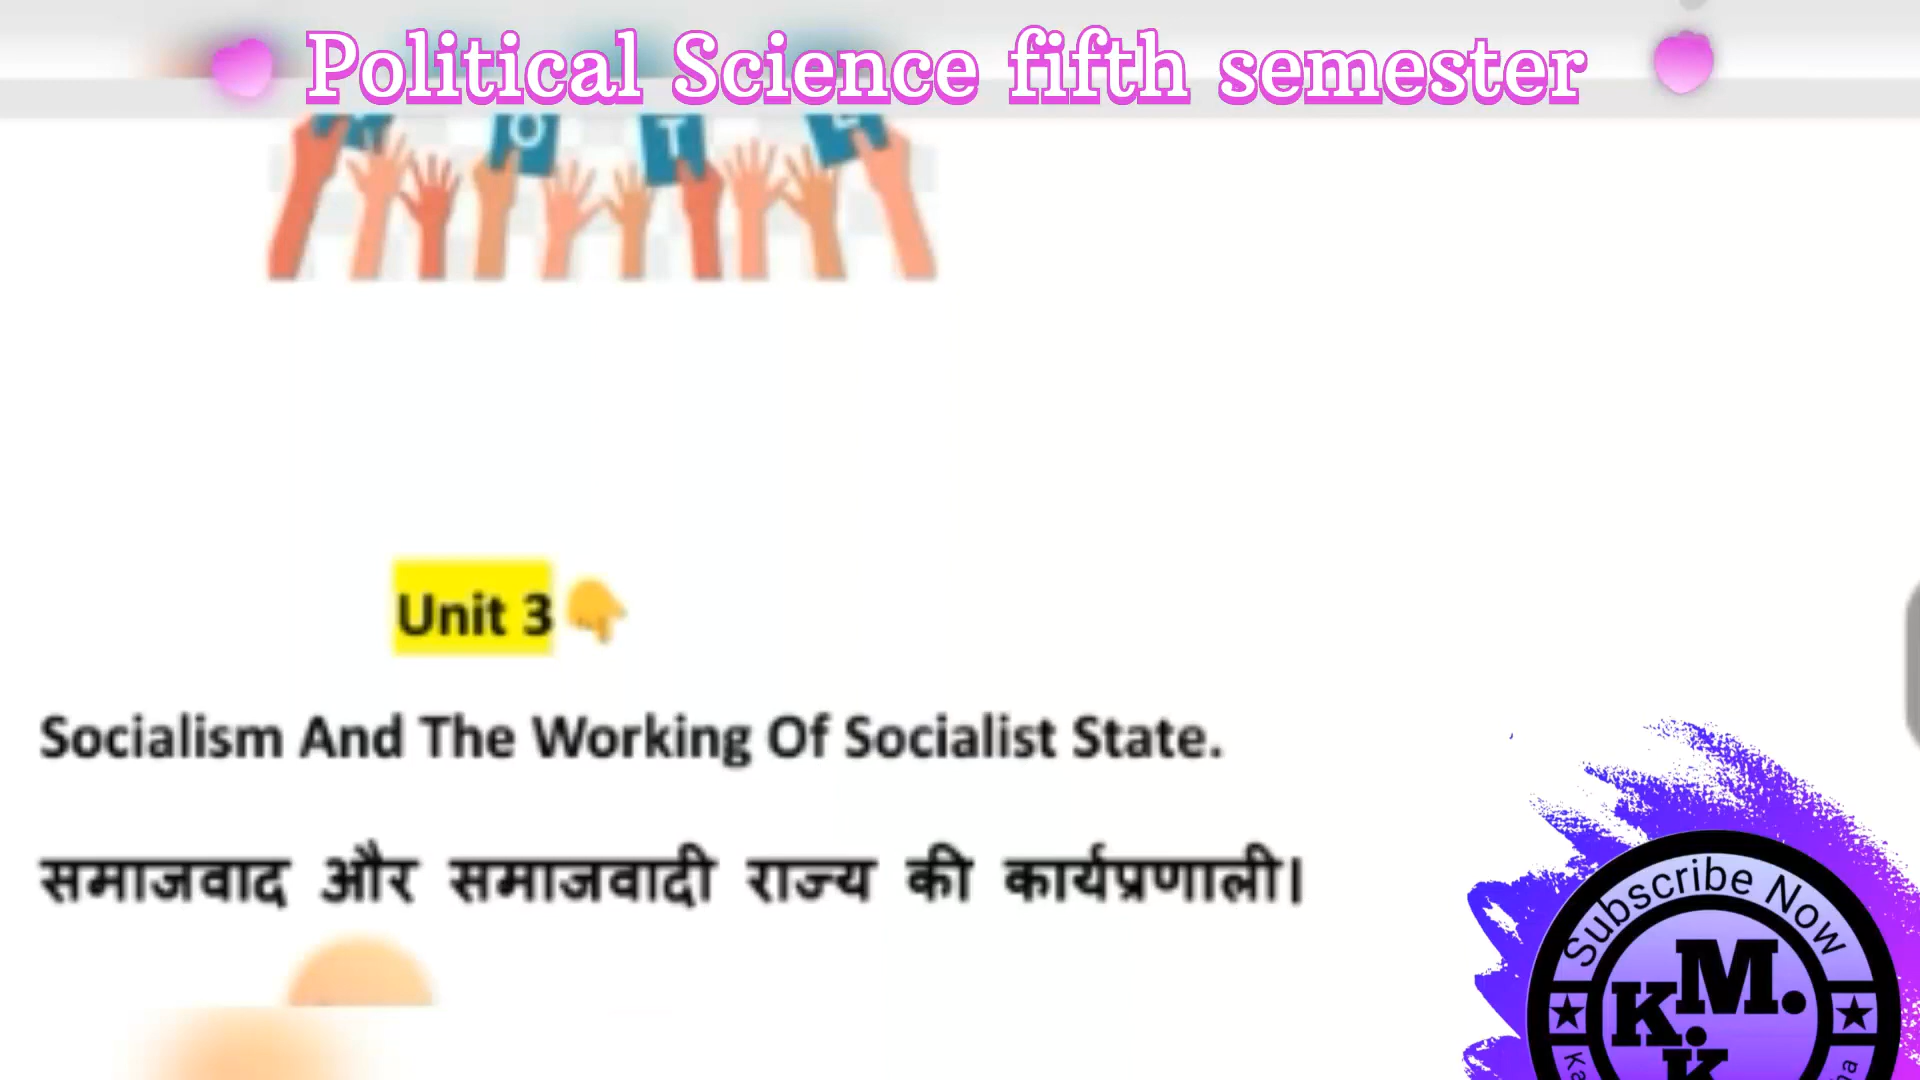 Political Science fifth semester
O T E
Unit 3
Socialism And The Working Of Socialist State.
समाजवाद और समाजवादी राज्य की कार्यप्रणाली।
Subscribe Now
K.M.K